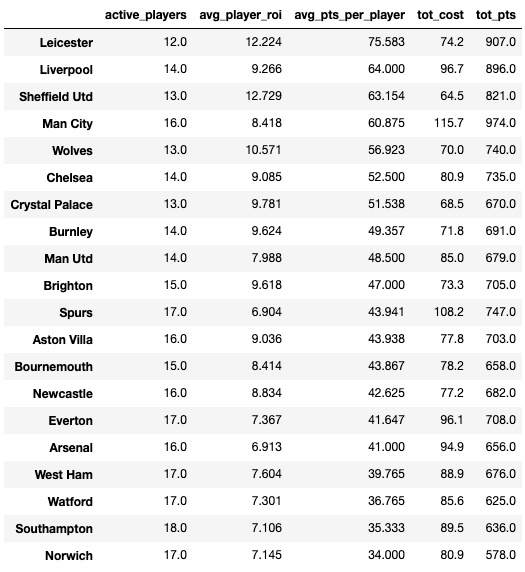 active_players avg_player_roi avg_pts_per_player tot_cost tot_pts
Leicester 12.0 12.224 75.583 74.2 907.0
Liverpool 14.0 9.266 64.000 96.7 896.0
Sheffield Utd 13.0 12.729 63.154 64.5 821.0
Man City 16.0 8.418 60.875 115.7 974.0
Wolves 13.0 10.571 56.923 70.0 740.0
Chelsea 14.0 9.085 52.500 80.9 735.0
Crystal Palace 13.0 9.781 51.538 68.5 670.0
Burnley 14.0 9.624 49.357 71.8 691.0
Man Utd 14.0 7.988 48.500 85.0 679.0
Brighton 15.0 9.618 47.000 73.3 705.0
Spurs 17.0 6.904 43.941 108.2 747.0
Aston Villa 16.0 9.036 43.938 77.8 703.0
Bournemouth 15.0 8.414 43.867 78.2 658.0
Newcastle 16.0 8.834 42.625 77.2 682.0
Everton 17.0 7.367 41.647 96.1 708.0
Arsenal 16.0 6.913 41.000 94.9 656.0
West Ham 17.0 7.604 39.765 88.9 676.0
Watford 17.0 7.301 36.765 85.6 625.0
Southampton 18.0 7.106 35.333 89.5 636.0
Norwich 17.0 7.145 34.000 80.9 578.0